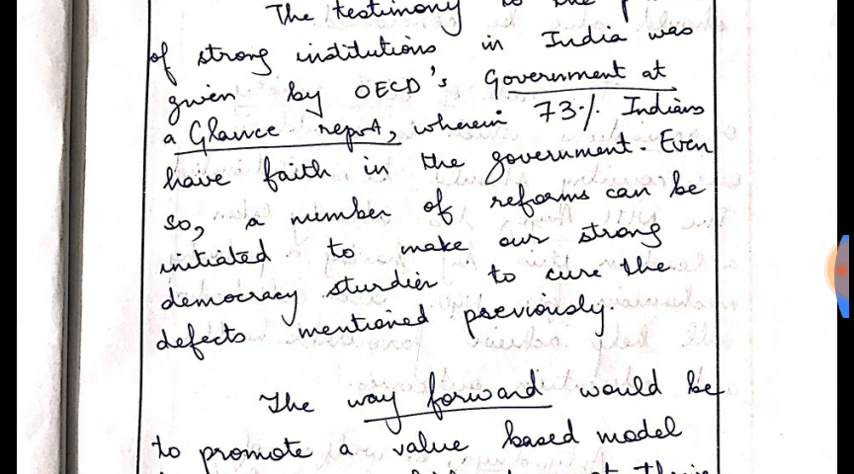 The testimony to the
of strong institutions in India was
given by OECD's Government at
a Glance report, wherein 73% Indians
have faith in the government. Even
so, a number of reforms can be
initiated to make our strong
democracy sturdier to cure the
defects mentioned previously.
The way forward would be
to promote a value based model